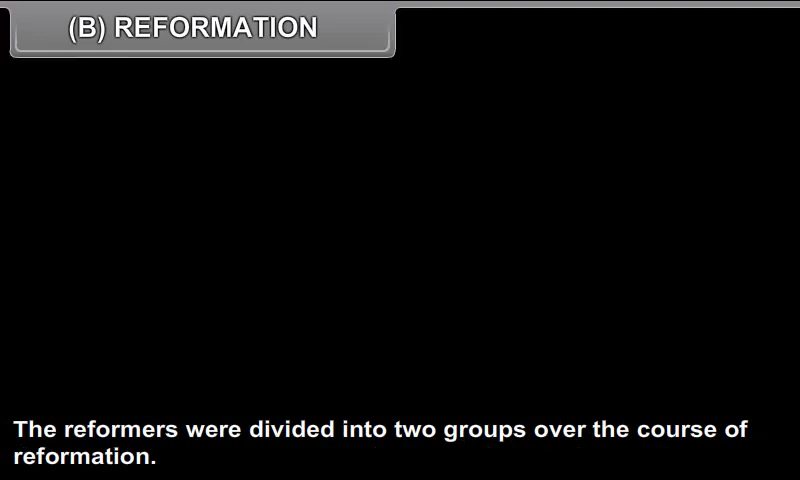 (B) REFORMATION
The reformers were divided into two groups over the course of
reformation.